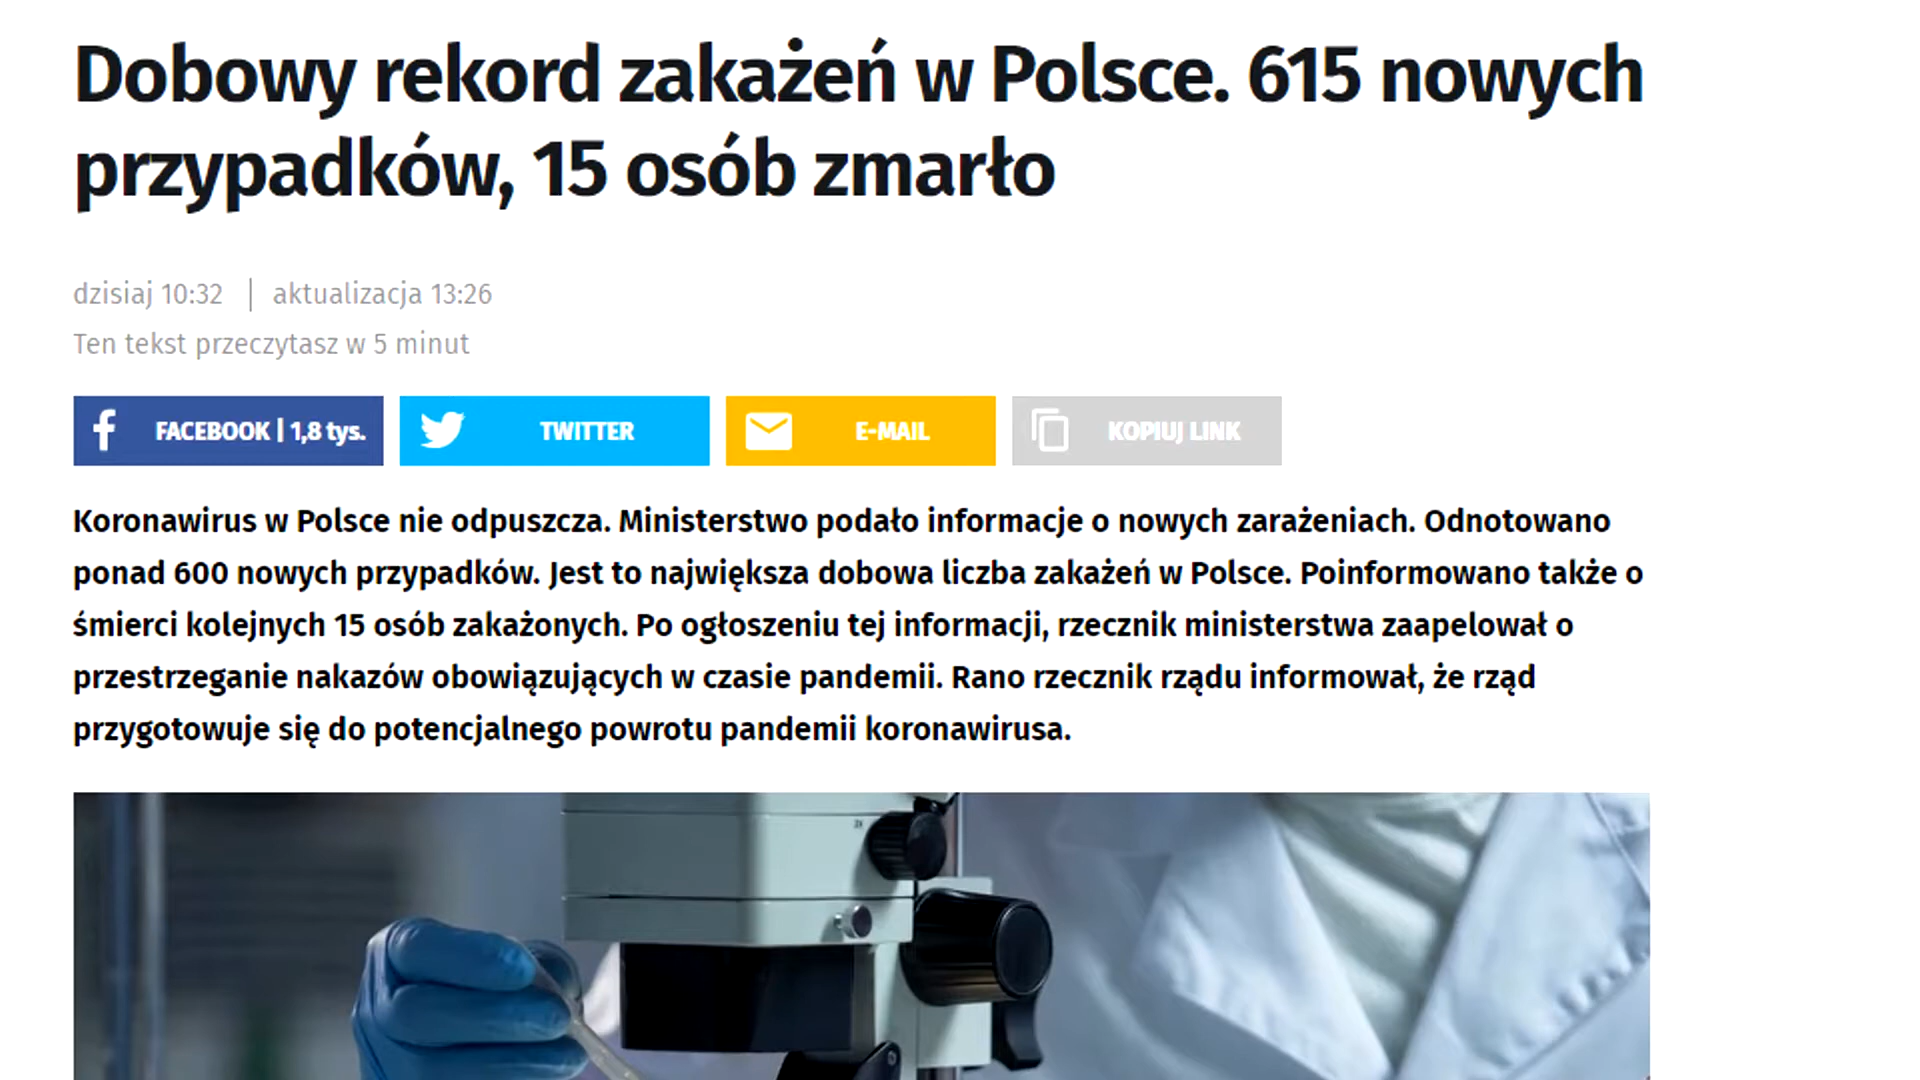 Dobowy rekord zakażeń w Polsce. 615 nowych
przypadków, 15 osób zmarło
dzisiaj 10:32 | aktualizacja 13:26
Ten tekst przeczytasz w 5 minut
FACEBOOK | 1,8 tys.
TWITTER
E-MAIL
KOPIUJ LINK
Koronawirus w Polsce nie odpuszcza. Ministerstwo podało informacje o nowych zarażeniach. Odnotowano
ponad 600 nowych przypadków. Jest to największa dobowa liczba zakażeń w Polsce. Poinformowano także o
śmierci kolejnych 15 osób zakażonych. Po ogłoszeniu tej informacji, rzecznik ministerstwa zaapelował o
przestrzeganie nakazów obowiązujących w czasie pandemii. Rano rzecznik rządu informował, że rząd
przygotowuje się do potencjalnego powrotu pandemii koronawirusa.